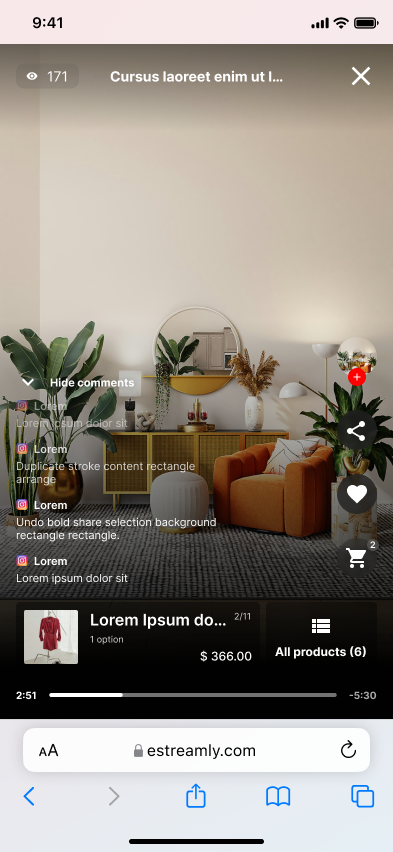 9:41
171
Cursus laoreet enim ut l...
Hide comments
Lorem
Lorem ipsum dolor sit
Lorem
Duplicate stroke content rectangle
arrange
Lorem
Undo bold share selection background
rectangle rectangle.
Lorem
Lorem ipsum dolor sit
2
Lorem Ipsum do...
2/11
1 option
$ 366.00
All products (6)
2:51
-5:30
AA
estreamly.com